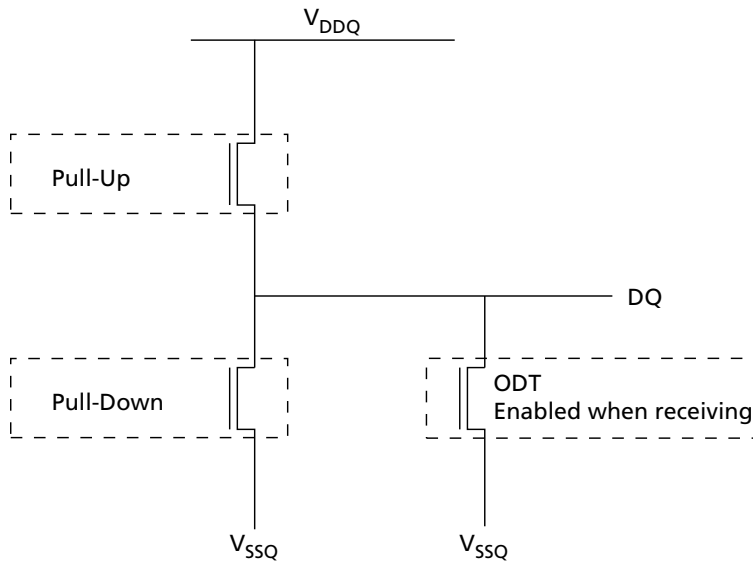 V_DDQ
Pull-Up
DQ
Pull-Down
ODT
Enabled when receiving
V_SSQ
V_SSQ